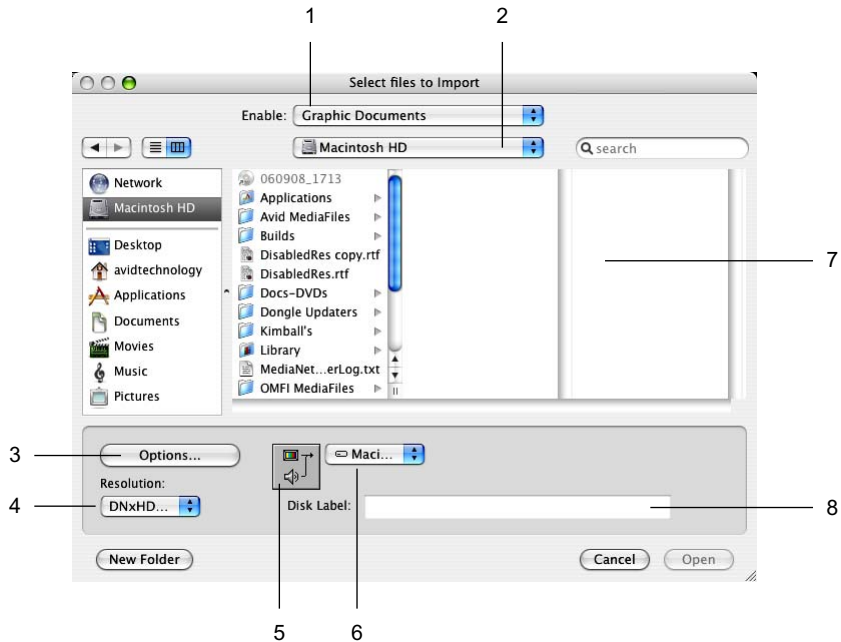 1
2
Select files to Import
Enable: Graphic Documents
Macintosh HD
search
Network
Macintosh HD
Desktop
avidtechnology
Applications
Documents
Movies
Music
Pictures
060908_1713
Applications
Avid MediaFiles
Builds
DisabledRes copy.rtf
DisabledRes.rtf
Docs-DVDs
Dongle Updaters
Kimball's
Library
MediaNet...erLog.txt
OMFI MediaFiles
7
3
Options...
Maci...
Resolution:
4
DNxHD...
Disk Label:
8
New Folder
Cancel
Open
5
6